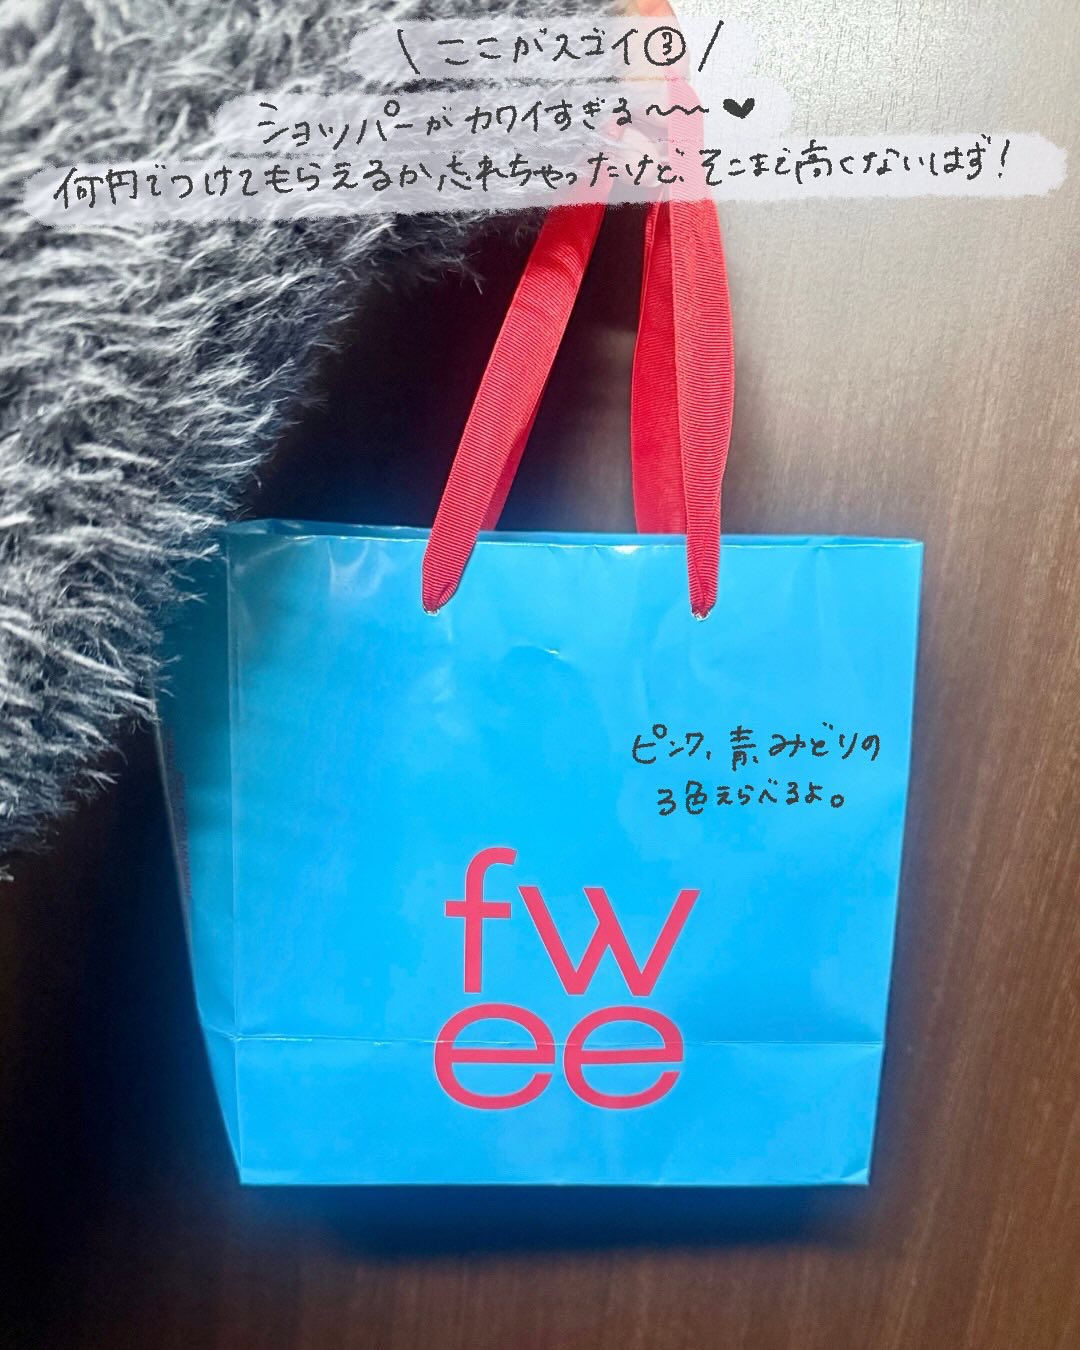 \ ここがスゴイ③ /
ショッパーがカワイすぎる〜〜♥
何円でつけてもらえるか忘れちゃったけど、そこまで高くないはず！
ピンク、青、みどりの
3色えらべるよ。
fw
ee